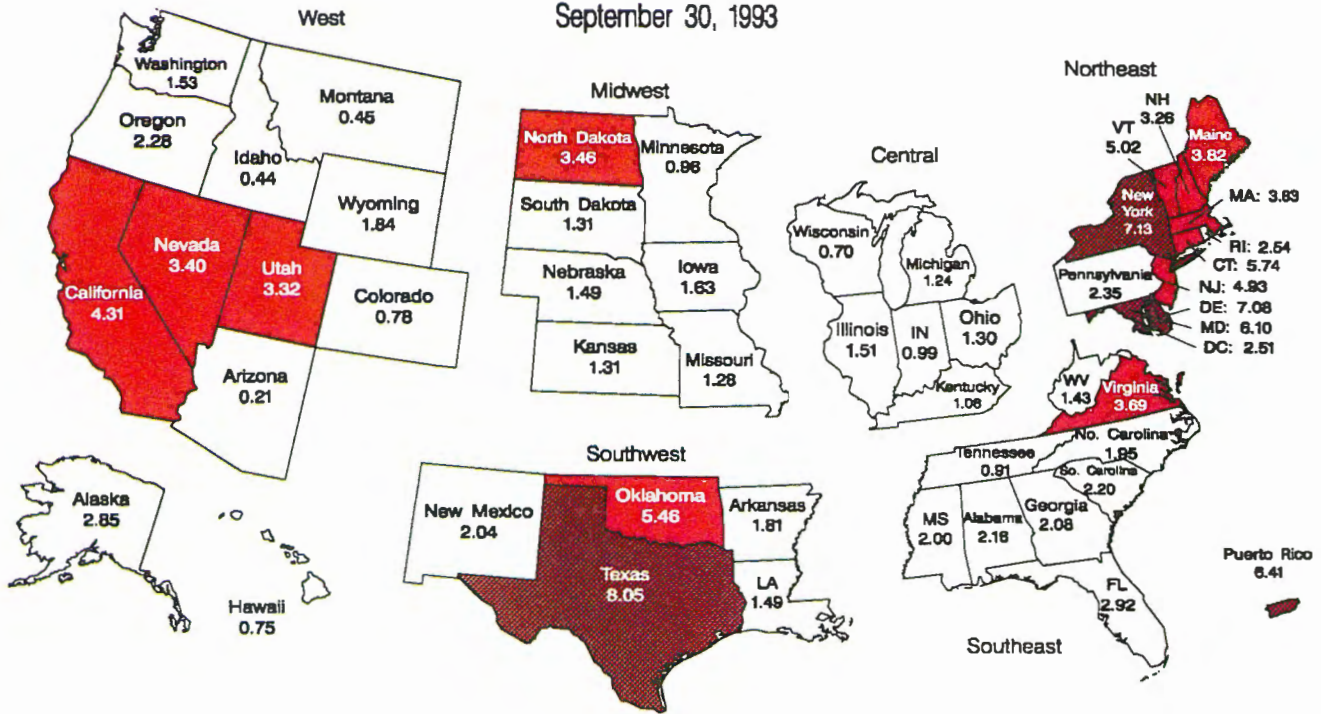 September 30, 1993
West
Washington
1.53
Oregon
2.28
Montana
0.45
Idaho
0.44
Wyoming
1.84
Nevada
3.40
Utah
3.32
California
4.31
Colorado
0.78
Arizona
0.21
Alaska
2.85
Hawaii
0.75
Midwest
North Dakota
3.46
Minnesota
0.96
South Dakota
1.31
Nebraska
1.49
Iowa
1.63
Kansas
1.31
Missouri
1.28
Central
Wisconsin
0.70
Michigan
1.24
Illinois
1.51
IN
0.99
Ohio
1.30
Kentucky
1.06
Northeast
NH
3.26
VT
5.02
Maine
3.82
New
York
7.13
MA: 3.83
RI: 2.54
CT: 5.74
Pennsylvania
2.35
NJ: 4.93
DE: 7.08
MD: 6.10
DC: 2.51
Southwest
New Mexico
2.04
Oklahoma
5.46
Arkansas
1.81
Texas
8.05
LA
1.49
WV
1.43
Virginia
3.69
No. Carolina
1.95
Tennessee
0.91
So. Carolina
2.20
MS
2.00
Alabama
2.18
Georgia
2.08
FL
2.92
Southeast
Puerto Rico
6.41